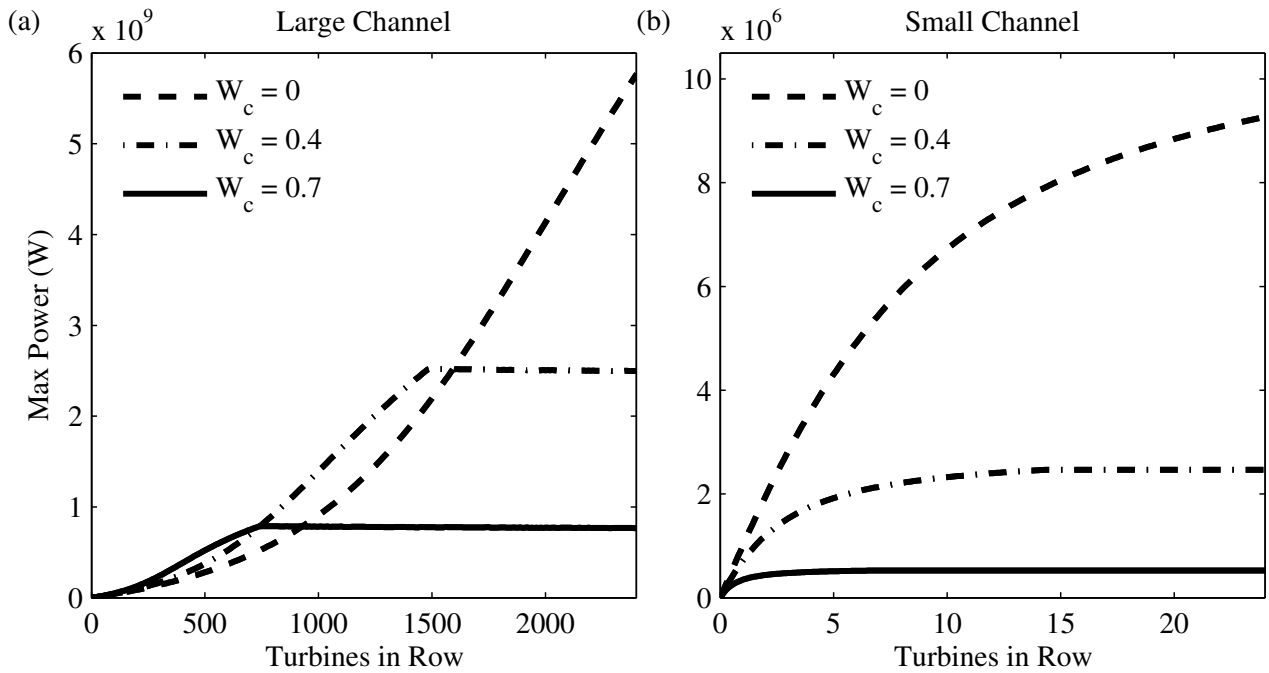 (a)
x 10^9
Large Channel
6
5
4
3
2
1
0
Max Power (W)
W_c = 0
W_c = 0.4
W_c = 0.7
0 500 1000 1500 2000
Turbines in Row
(b)
x 10^6
Small Channel
10
8
6
4
2
0
W_c = 0
W_c = 0.4
W_c = 0.7
0 5 10 15 20
Turbines in Row